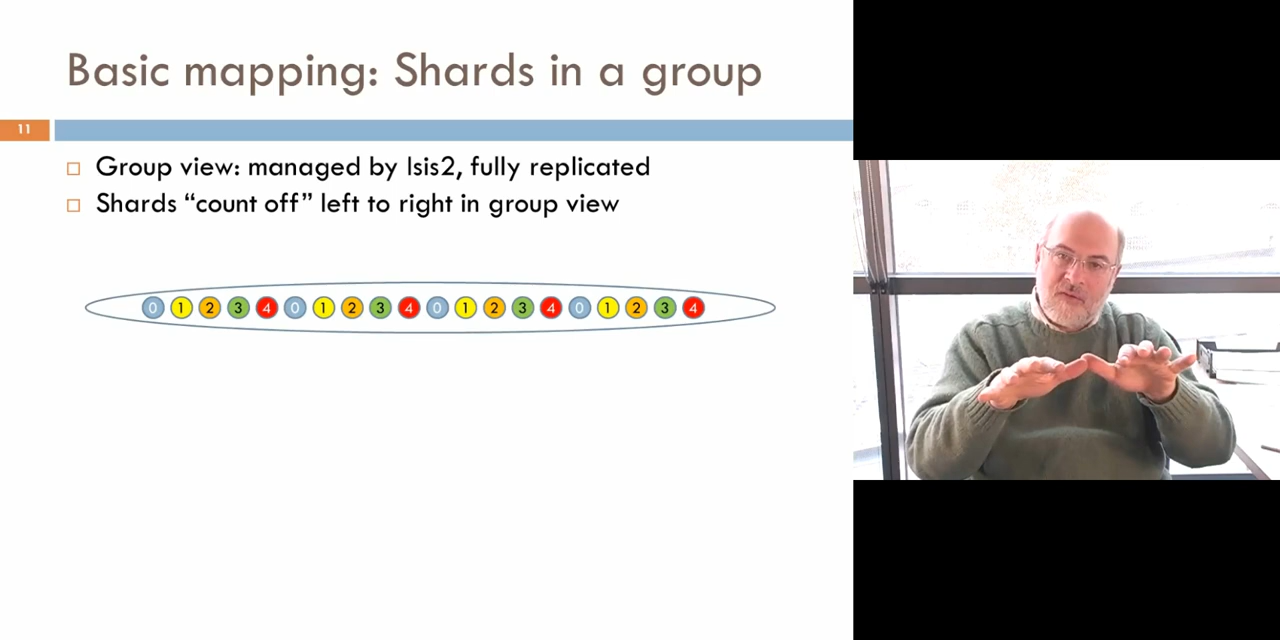 Basic mapping: Shards in a group
11
Group view: managed by Isis2, fully replicated
Shards “count off” left to right in group view
0 1 2 3 4 0 1 2 3 4 0 1 2 3 4 0 1 2 3 4